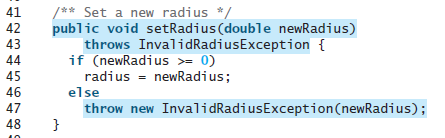 41 /** Set a new radius */
42 public void setRadius(double newRadius)
43 throws InvalidRadiusException {
44 if (newRadius >= 0)
45 radius = newRadius;
46 else
47 throw new InvalidRadiusException(newRadius);
48 }